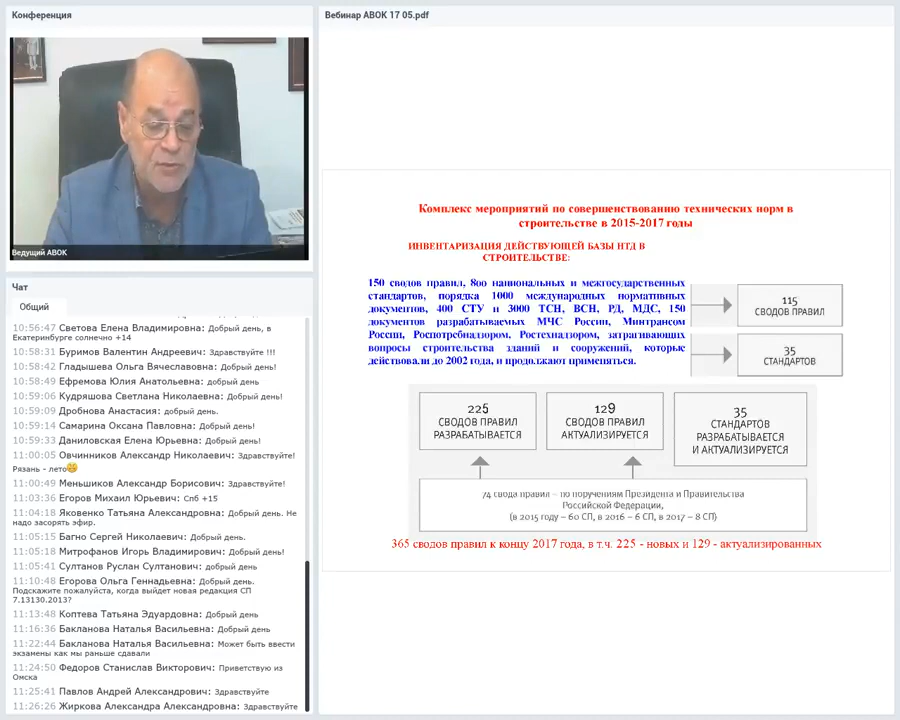 Конференция
Ведущий АВОК
Чат
Общий
10:56:47 Светова Елена Владимировна: Добрый день, в
Екатеринбурге солнечно +14
10:58:31 Буримов Валентин Андреевич: Здравствуйте !!!
10:58:42 Гладышева Ольга Вячеславовна: Добрый день!
10:58:49 Ефремова Юлия Анатольевна: добрый день
10:59:06 Кудряшова Светлана Николаевна: Добрый день!
10:59:09 Дробнова Анастасия: добрый день.
10:59:14 Самарина Оксана Павловна: Добрый день!
10:59:33 Даниловская Елена Юрьевна: Добрый день!
11:00:05 Овчинников Александр Николаевич: Здравствуйте!
Рязань - лето
11:00:49 Меньшиков Александр Борисович: Здравствуйте!
11:03:36 Егоров Михаил Юрьевич: Спб +15
11:04:18 Яковенко Татьяна Александровна: Добрый день. Не
надо засорять эфир.
11:05:15 Багно Сергей Николаевич: Добрый день.
11:05:18 Митрофанов Игорь Владимирович: Добрый день!
11:05:41 Султанов Руслан Султанович: добрый день
11:10:48 Егорова Ольга Геннадьевна: Добрый день.
Подскажите пожалуйста, когда выйдет новая редакция СП
7.13130.2013?
11:13:48 Коптева Татьяна Эдуардовна: Добрый день
11:16:36 Бакланова Наталья Васильевна: Добрый день
11:22:44 Бакланова Наталья Васильевна: Может быть ввести
экзамены как мы раньше сдавали
11:24:50 Федоров Станислав Викторович: Приветствую из
Омска
11:25:41 Павлов Андрей Александрович: Здравствуйте
11:26:26 Жиркова Александра Александровна: Здравствуйте
Вебинар АВОК 17 05.pdf
Комплекс мероприятий по совершенствованию технических норм в
строительстве в 2015-2017 годы
ИНВЕНТАРИЗАЦИЯ ДЕЙСТВУЮЩЕЙ БАЗЫ НТД В
СТРОИТЕЛЬСТВЕ:
150 сводов правил, 800 национальных и межгосударственных
стандартов, порядка 1000 международных нормативных
документов, 400 СТУ и 3000 ТСН, ВСН, РД, МДС, 150
документов разрабатываемых МЧС России, Минтрансом
России, Роспотребнадзором, Ростехнадзором, затрагивающих
вопросы строительства зданий и сооружений, которые
действовали до 2002 года, и продолжают применяться.
115
СВОДОВ ПРАВИЛ
35
СТАНДАРТОВ
225
СВОДОВ ПРАВИЛ
РАЗРАБАТЫВАЕТСЯ
129
СВОДОВ ПРАВИЛ
АКТУАЛИЗИРУЕТСЯ
35
СТАНДАРТОВ
РАЗРАБАТЫВАЕТСЯ
И АКТУАЛИЗИРУЕТСЯ
74 свода правил – по поручениям Президента и Правительства
Российской Федерации,
(в 2015 году – 60 СП, в 2016 – 6 СП, в 2017 – 8 СП)
365 сводов правил к концу 2017 года, в т.ч. 225 - новых и 129 - актуализированных